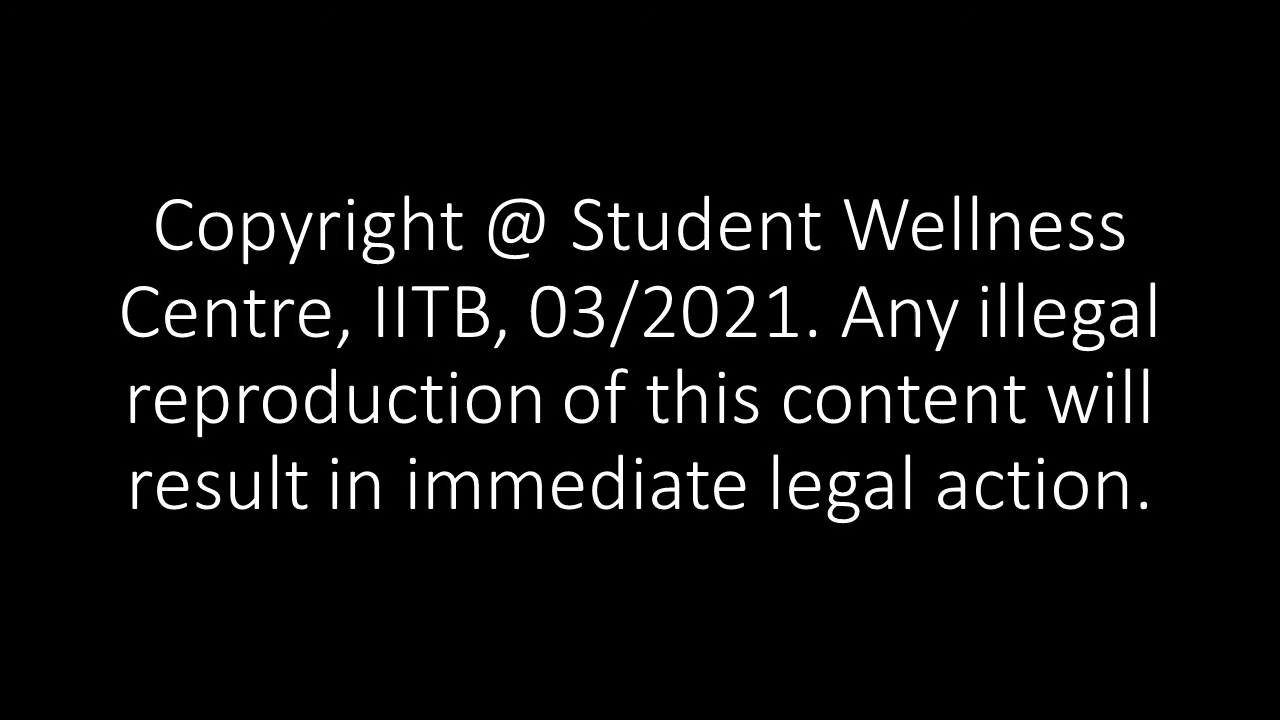 Copyright @ Student Wellness
Centre, IITB, 03/2021. Any illegal
reproduction of this content will
result in immediate legal action.